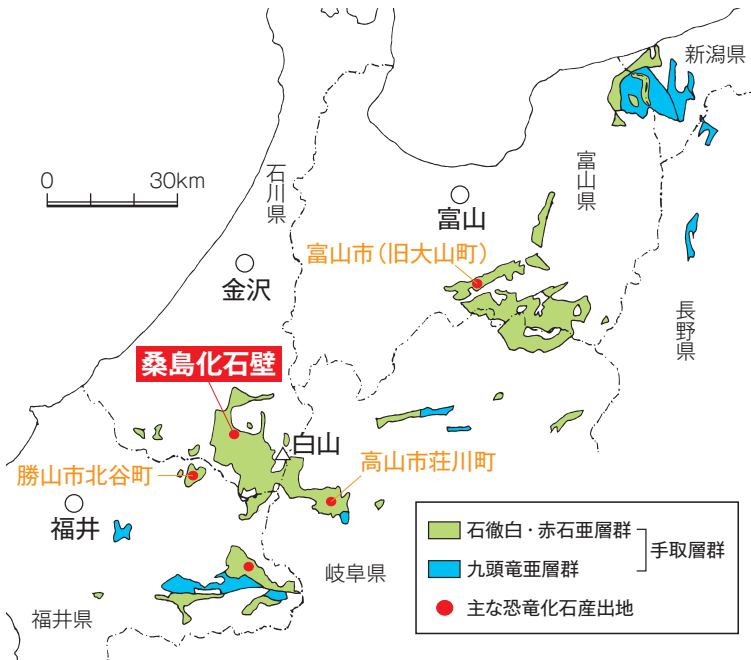 新潟県
0 30km
石川県
富山県
富山
富山市（旧大山町）
金沢
長野県
桑島化石壁
白山
勝山市北谷町
高山市荘川町
福井
石徹白・赤石亜層群
手取層群
九頭竜亜層群
主な恐竜化石産出地
岐阜県
福井県